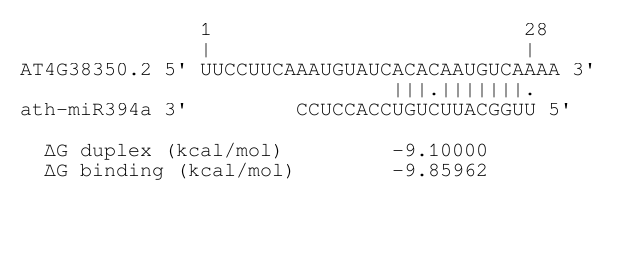 1 28
| |
AT4G38350.2 5' UUCCUUCAAAUGUAUCACACAAUGUCAAAA 3'
|||.|||||||.
ath-miR394a 3' CCUCCACCUGUCUUACGGUU 5'
ΔG duplex (kcal/mol) -9.10000
ΔG binding (kcal/mol) -9.85962